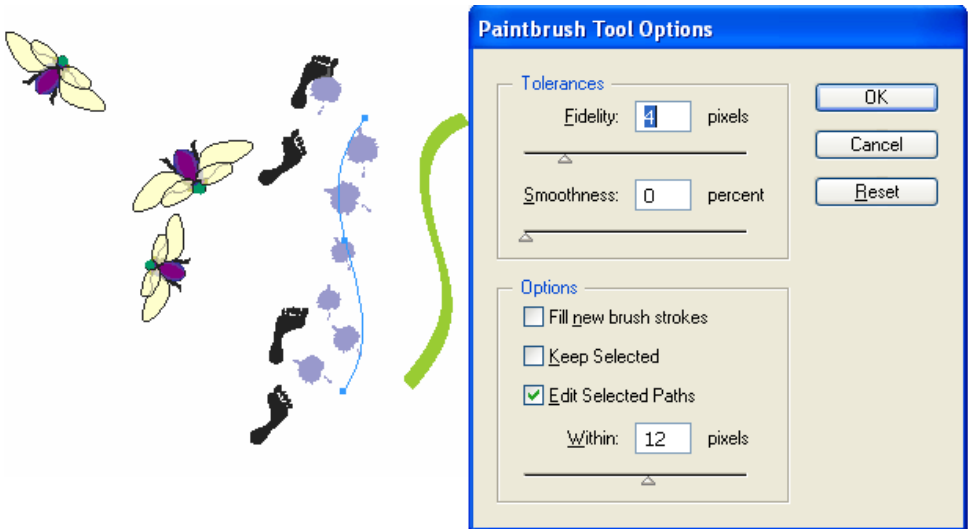 Paintbrush Tool Options
Tolerances
Fidelity: 4 pixels
OK
Cancel
Smoothness: 0 percent
Reset
Options
Fill new brush strokes
Keep Selected
Edit Selected Paths
Within: 12 pixels